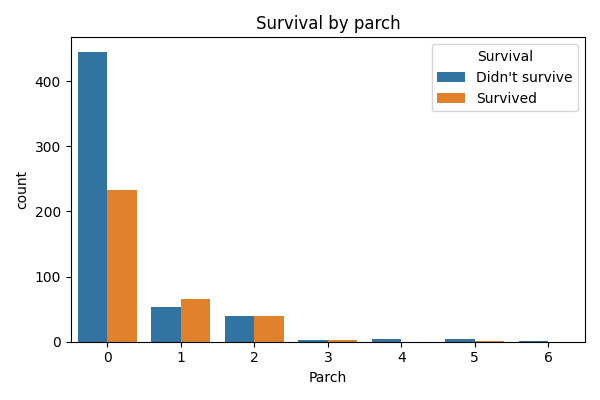 Survival by parch
Survival
Didn't survive
Survived
400
300
200
100
0
count
0 1 2 3 4 5 6
Parch